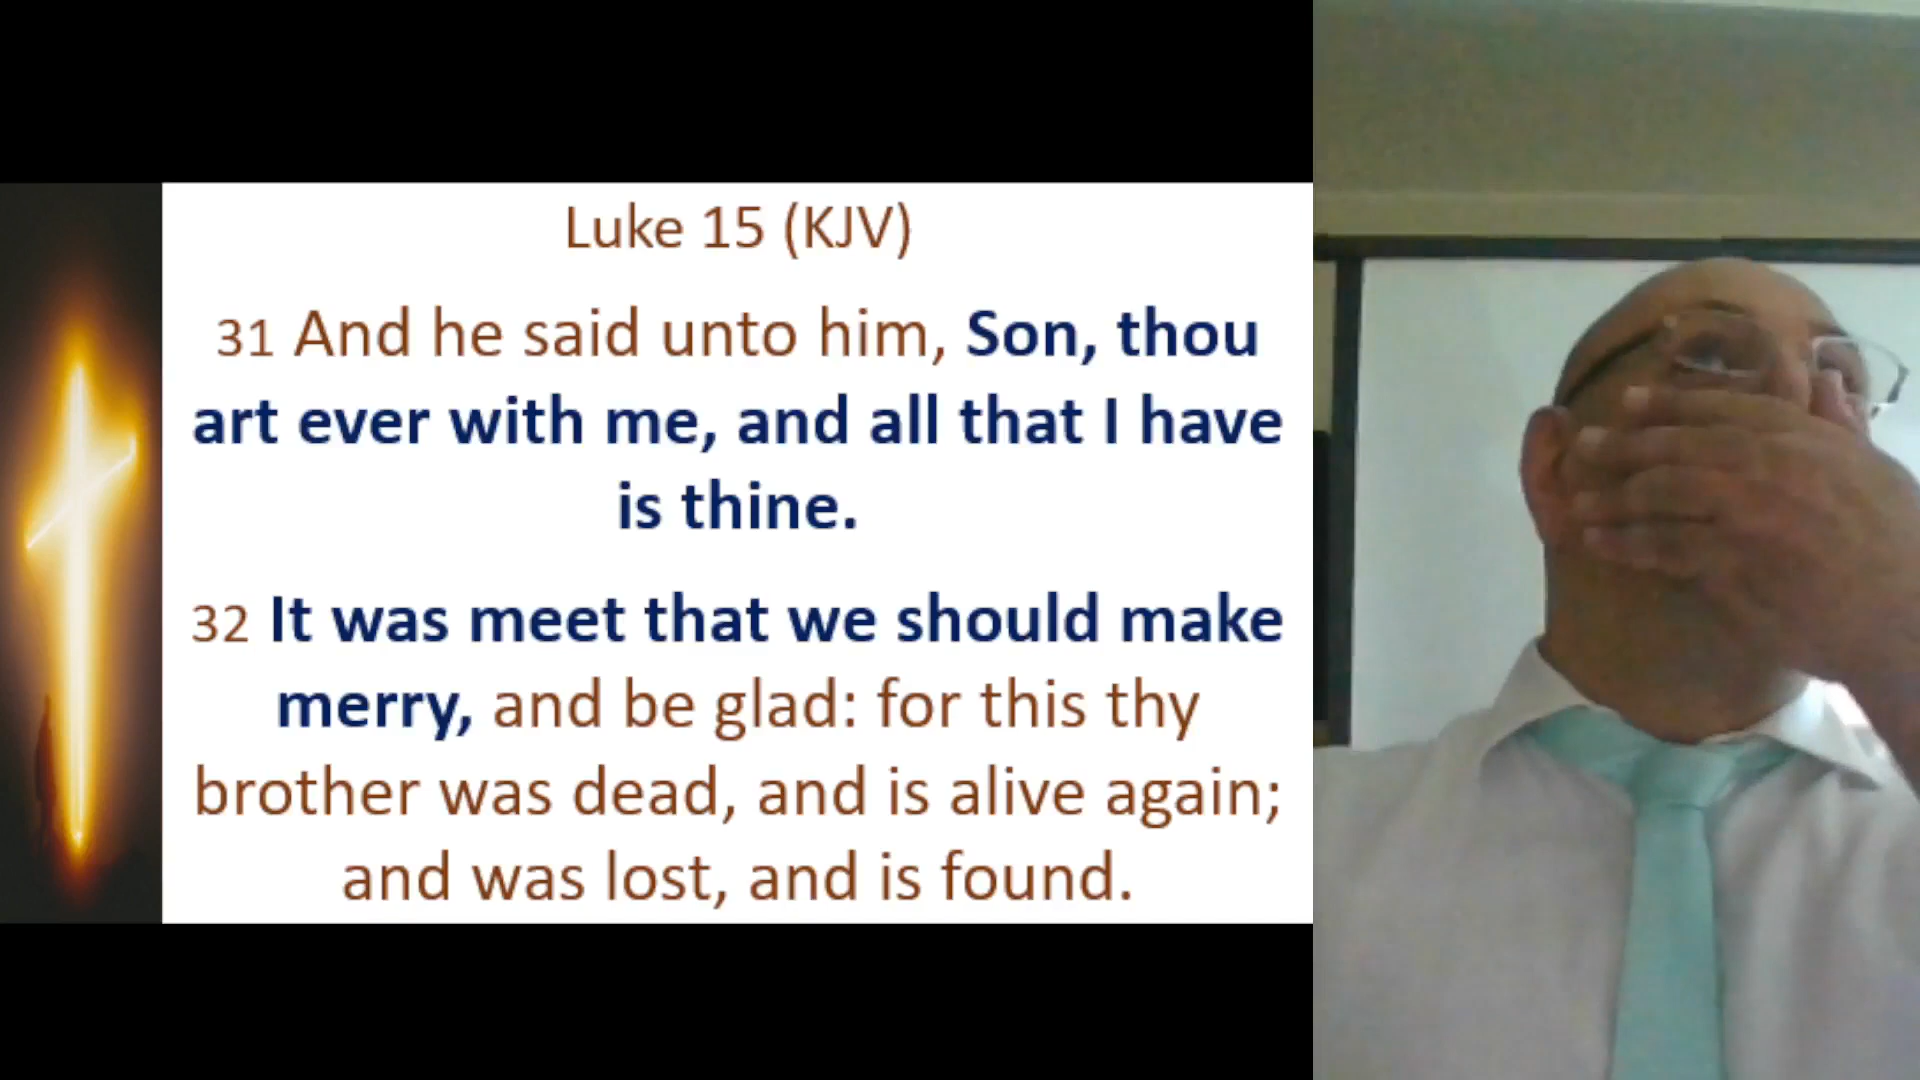 Luke 15 (KJV)
31 And he said unto him, Son, thou
art ever with me, and all that I have
is thine.
32 It was meet that we should make
merry, and be glad: for this thy
brother was dead, and is alive again;
and was lost, and is found.